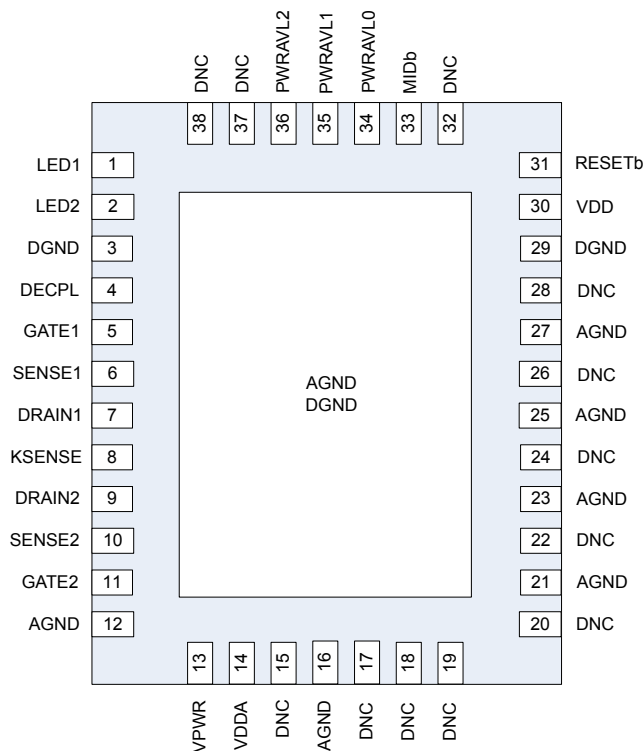 DNC
DNC
PWRAVL2
PWRAVL1
PWRAVL0
MIDb
DNC
38
37
36
35
34
33
32
LED1 1
LED2 2
DGND 3
DECPL 4
GATE1 5
SENSE1 6
DRAIN1 7
KSENSE 8
DRAIN2 9
SENSE2 10
GATE2 11
AGND 12
AGND
DGND
31 RESETb
30 VDD
29 DGND
28 DNC
27 AGND
26 DNC
25 AGND
24 DNC
23 AGND
22 DNC
21 AGND
20 DNC
13
14
15
16
17
18
19
VPWR
VDDA
DNC
AGND
DNC
DNC
DNC